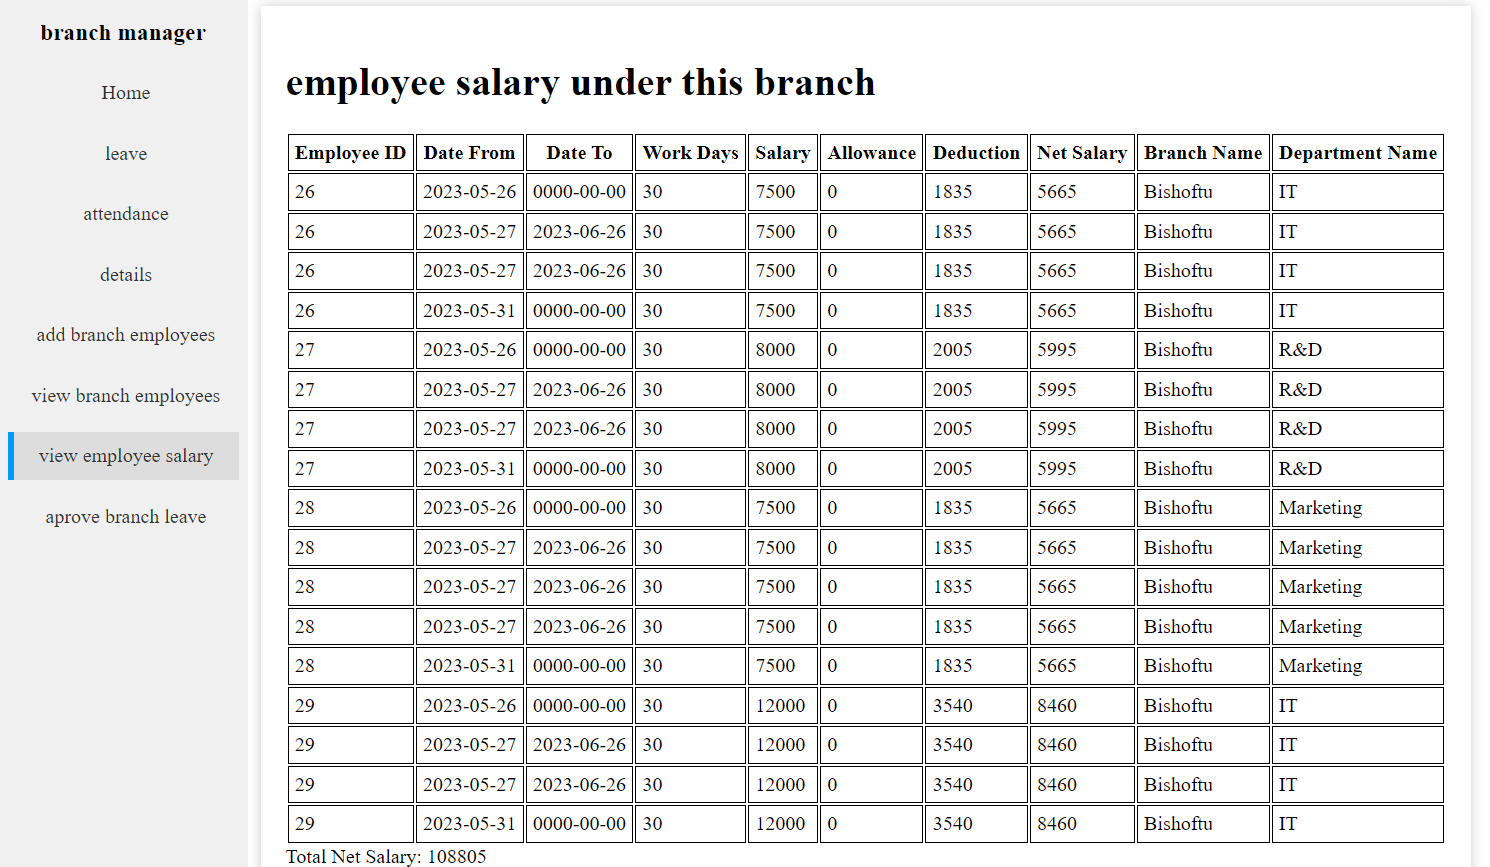 branch manager
Home
leave
attendance
details
add branch employees
view branch employees
view employee salary
aprove branch leave
employee salary under this branch
Employee ID Date From Date To Work Days Salary Allowance Deduction Net Salary Branch Name Department Name
26 2023-05-26 0000-00-00 30 7500 0 1835 5665 Bishoftu IT
26 2023-05-27 2023-06-26 30 7500 0 1835 5665 Bishoftu IT
26 2023-05-27 2023-06-26 30 7500 0 1835 5665 Bishoftu IT
26 2023-05-31 0000-00-00 30 7500 0 1835 5665 Bishoftu IT
27 2023-05-26 0000-00-00 30 8000 0 2005 5995 Bishoftu R&D
27 2023-05-27 2023-06-26 30 8000 0 2005 5995 Bishoftu R&D
27 2023-05-27 2023-06-26 30 8000 0 2005 5995 Bishoftu R&D
27 2023-05-31 0000-00-00 30 8000 0 2005 5995 Bishoftu R&D
28 2023-05-26 0000-00-00 30 7500 0 1835 5665 Bishoftu Marketing
28 2023-05-27 2023-06-26 30 7500 0 1835 5665 Bishoftu Marketing
28 2023-05-27 2023-06-26 30 7500 0 1835 5665 Bishoftu Marketing
28 2023-05-27 2023-06-26 30 7500 0 1835 5665 Bishoftu Marketing
28 2023-05-31 0000-00-00 30 7500 0 1835 5665 Bishoftu Marketing
29 2023-05-26 0000-00-00 30 12000 0 3540 8460 Bishoftu IT
29 2023-05-27 2023-06-26 30 12000 0 3540 8460 Bishoftu IT
29 2023-05-27 2023-06-26 30 12000 0 3540 8460 Bishoftu IT
29 2023-05-31 0000-00-00 30 12000 0 3540 8460 Bishoftu IT
Total Net Salary: 108805